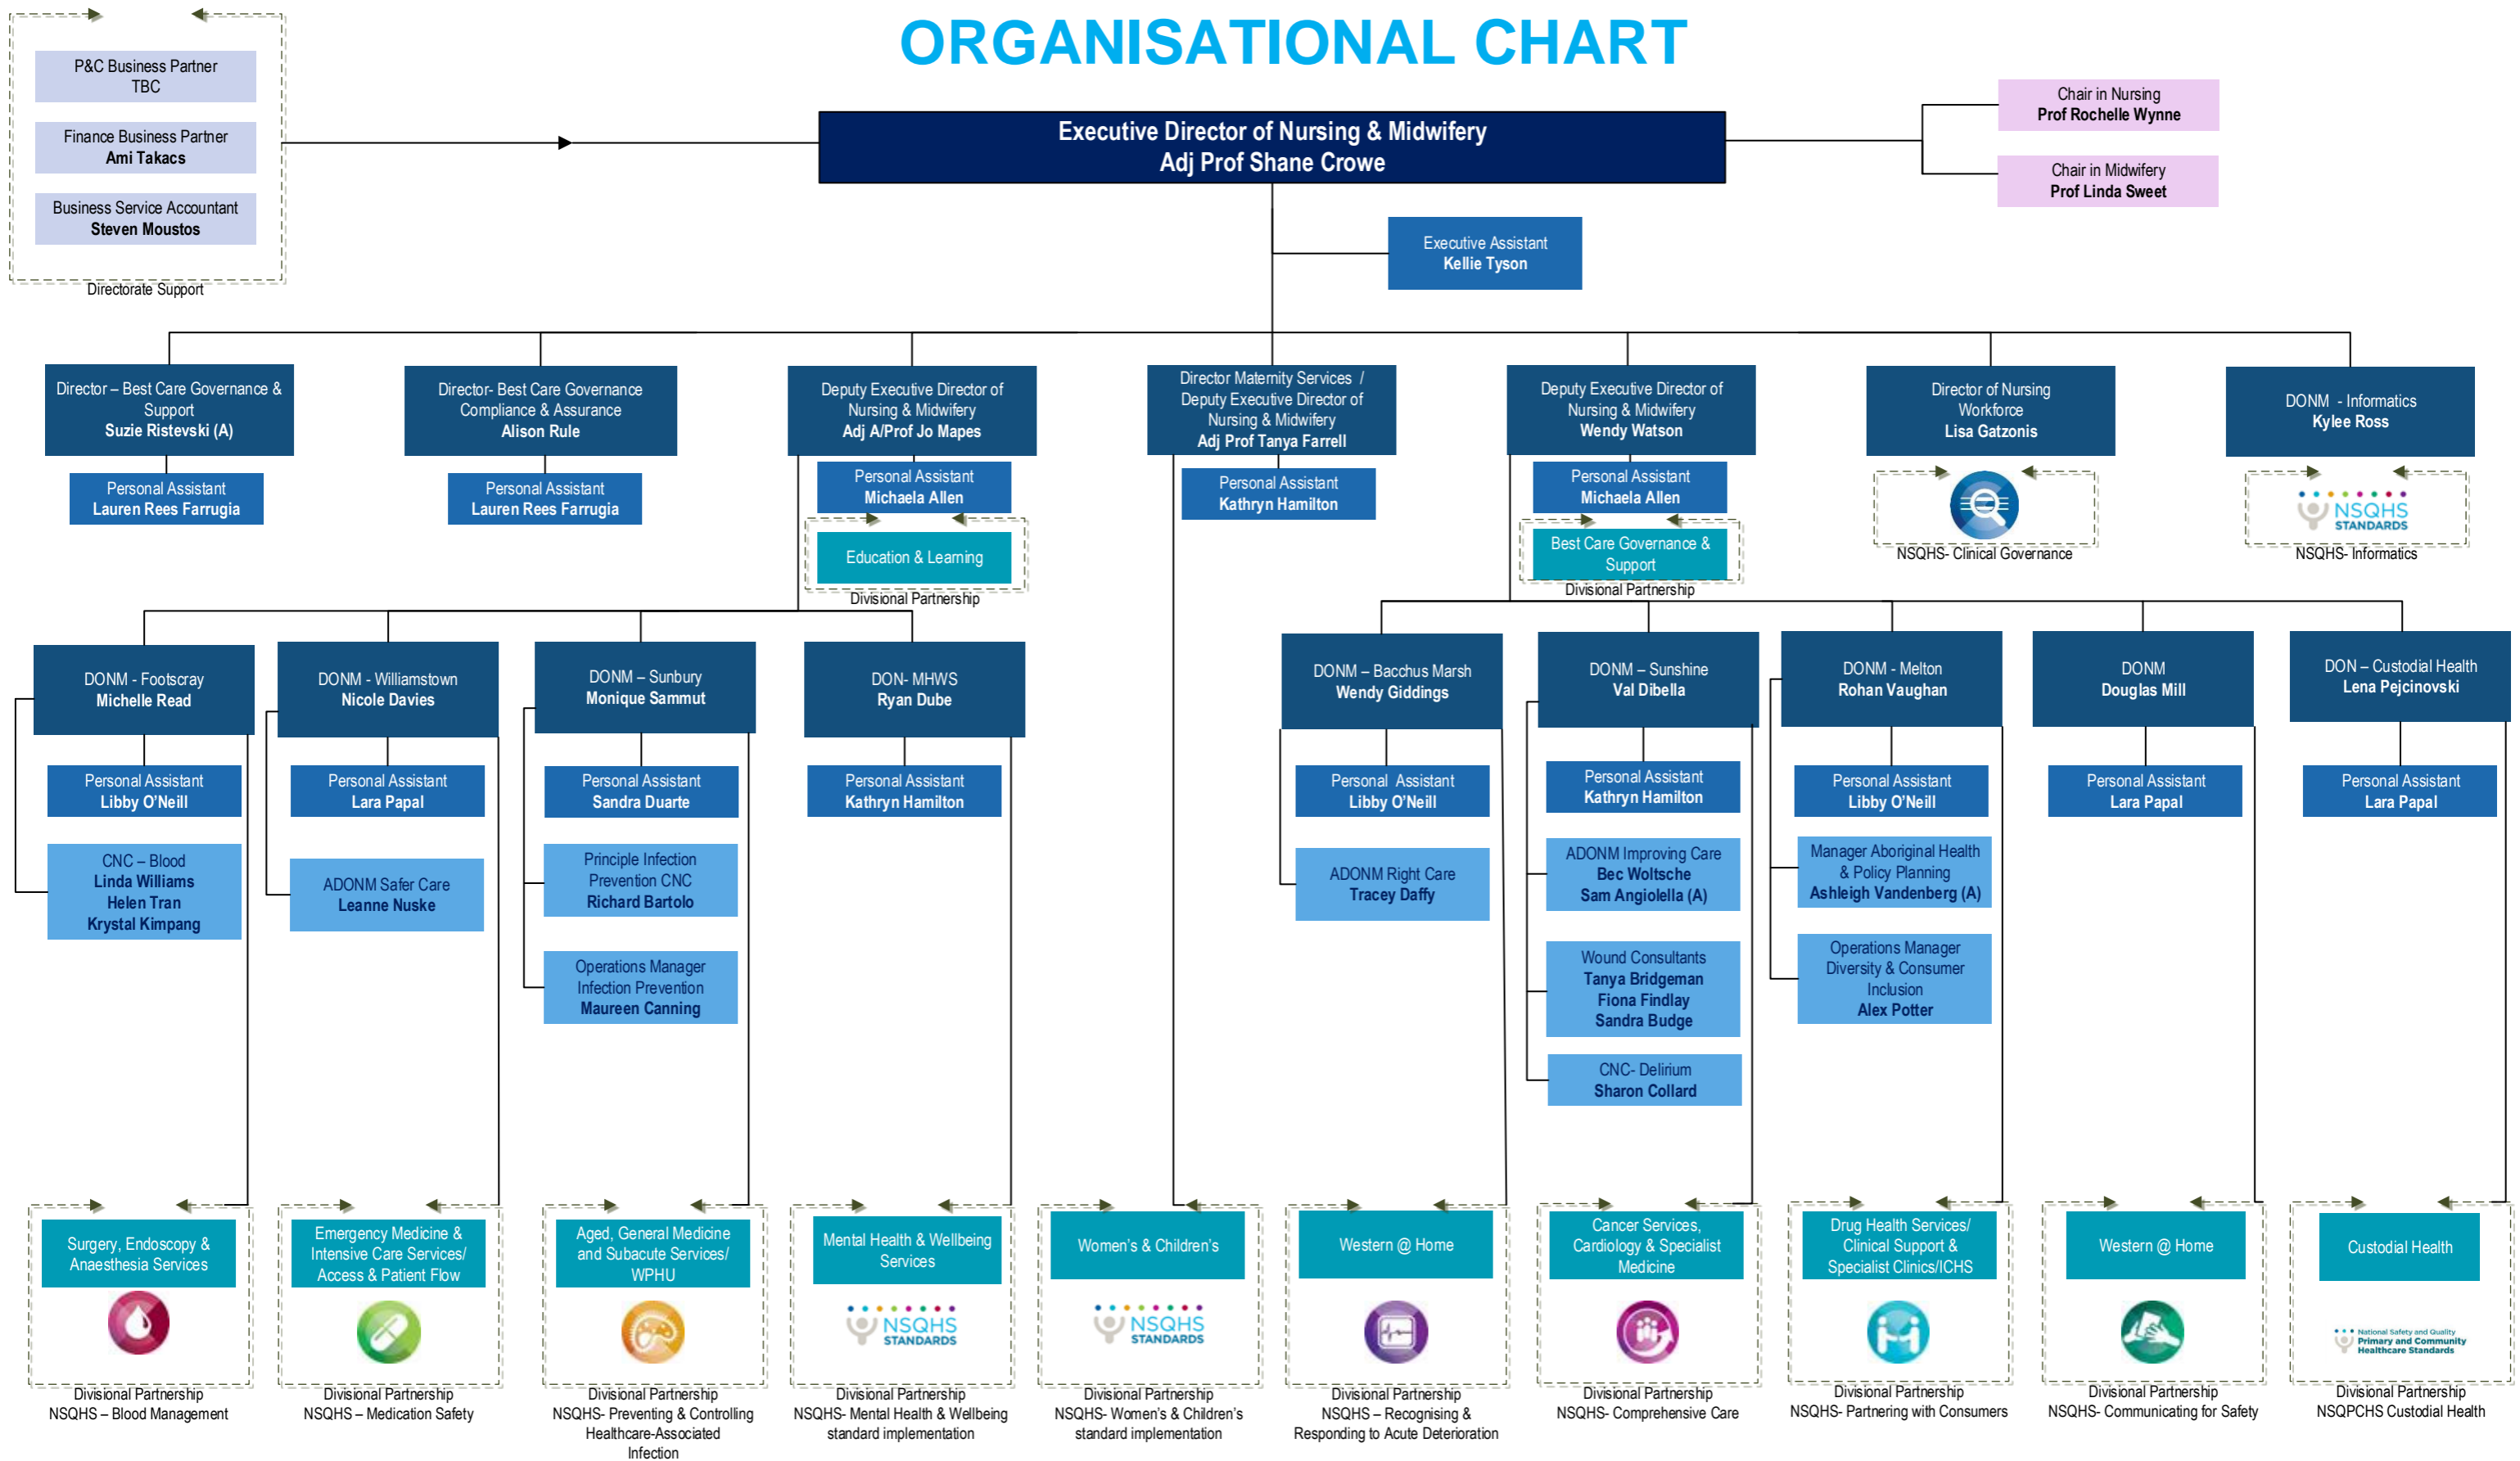 ORGANISATIONAL CHART
P&C Business Partner
TBC
Finance Business Partner
Ami Takacs
Business Service Accountant
Steven Moustos
Directorate Support
Executive Director of Nursing & Midwifery
Adj Prof Shane Crowe
Chair in Nursing
Prof Rochelle Wynne
Chair in Midwifery
Prof Linda Sweet
Executive Assistant
Kellie Tyson
Director – Best Care Governance &
Support
Suzie Ristevski (A)
Personal Assistant
Lauren Rees Farrugia
Director- Best Care Governance
Compliance & Assurance
Alison Rule
Personal Assistant
Lauren Rees Farrugia
Deputy Executive Director of
Nursing & Midwifery
Adj A/Prof Jo Mapes
Personal Assistant
Michaela Allen
Education & Learning
Divisional Partnership
Director Maternity Services /
Deputy Executive Director of
Nursing & Midwifery
Adj Prof Tanya Farrell
Personal Assistant
Kathryn Hamilton
Deputy Executive Director of
Nursing & Midwifery
Wendy Watson
Personal Assistant
Michaela Allen
Best Care Governance &
Support
Divisional Partnership
Director of Nursing
Workforce
Lisa Gatzonis
NSQHS- Clinical Governance
DONM - Informatics
Kylee Ross
NSQHS
STANDARDS
NSQHS- Informatics
DONM - Footscray
Michelle Read
Personal Assistant
Libby O'Neill
CNC – Blood
Linda Williams
Helen Tran
Krystal Kimpang
DONM - Williamstown
Nicole Davies
Personal Assistant
Lara Papal
ADONM Safer Care
Leanne Nuske
DONM – Sunbury
Monique Sammut
Personal Assistant
Sandra Duarte
Principle Infection
Prevention CNC
Richard Bartolo
Operations Manager
Infection Prevention
Maureen Canning
DON- MHWS
Ryan Dube
Personal Assistant
Kathryn Hamilton
DONM – Bacchus Marsh
Wendy Giddings
Personal Assistant
Libby O'Neill
ADONM Right Care
Tracey Daffy
DONM – Sunshine
Val Dibella
Personal Assistant
Kathryn Hamilton
ADONM Improving Care
Bec Woltsche
Sam Angiolella (A)
Wound Consultants
Tanya Bridgeman
Fiona Findlay
Sandra Budge
CNC- Delirium
Sharon Collard
DONM - Melton
Rohan Vaughan
Personal Assistant
Libby O'Neill
Manager Aboriginal Health
& Policy Planning
Ashleigh Vandenberg (A)
Operations Manager
Diversity & Consumer
Inclusion
Alex Potter
DONM
Douglas Mill
Personal Assistant
Lara Papal
DON – Custodial Health
Lena Pejcinovski
Personal Assistant
Lara Papal
Surgery, Endoscopy &
Anaesthesia Services
Divisional Partnership
NSQHS – Blood Management
Emergency Medicine &
Intensive Care Services/
Access & Patient Flow
Divisional Partnership
NSQHS – Medication Safety
Aged, General Medicine
and Subacute Services/
WPHU
Divisional Partnership
NSQHS- Preventing & Controlling
Healthcare-Associated
Infection
Mental Health & Wellbeing
Services
NSQHS
STANDARDS
Divisional Partnership
NSQHS- Mental Health & Wellbeing
standard implementation
Women's & Children's
NSQHS
STANDARDS
Divisional Partnership
NSQHS- Women's & Children's
standard implementation
Western @ Home
Divisional Partnership
NSQHS – Recognising &
Responding to Acute Deterioration
Cancer Services,
Cardiology & Specialist
Medicine
Divisional Partnership
NSQHS- Comprehensive Care
Drug Health Services/
Clinical Support &
Specialist Clinics/ICHS
Divisional Partnership
NSQHS- Partnering with Consumers
Western @ Home
Divisional Partnership
NSQHS- Communicating for Safety
Custodial Health
National Safety and Quality
Primary and Community
Healthcare Standards
Divisional Partnership
NSQPCHS Custodial Health